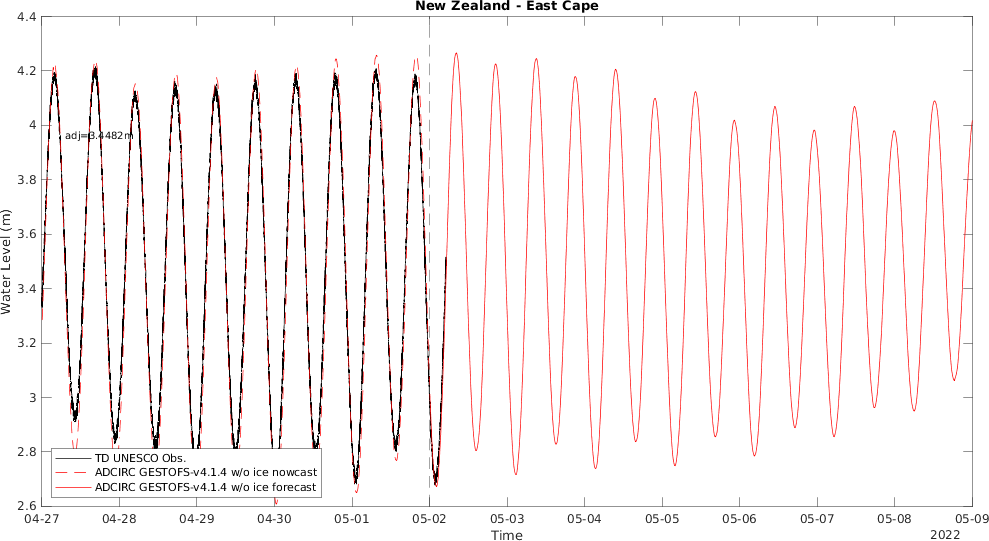 New Zealand - East Cape
4.4
4.2
4
3.8
3.6
3.4
3.2
3
2.8
2.6
Water Level (m)
adj=3.4482m
TD UNESCO Obs.
ADCIRC GESTOFS-v4.1.4 w/o ice nowcast
ADCIRC GESTOFS-v4.1.4 w/o ice forecast
04-27 04-28 04-29 04-30 05-01 05-02 05-03 05-04 05-05 05-06 05-07 05-08 05-09
Time
2022